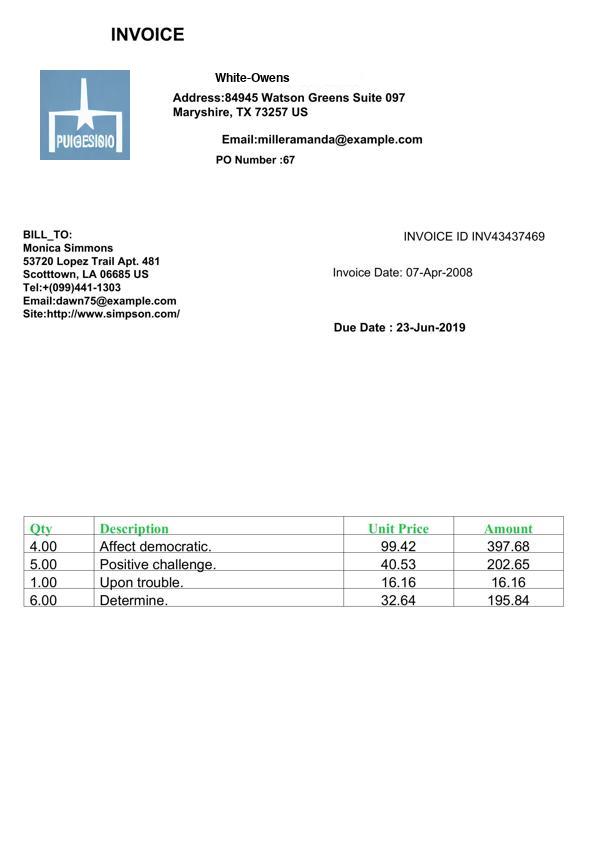 INVOICE
White-Owens
Address:84945 Watson Greens Suite 097
Maryshire, TX 73257 US
PUIGESISIO
Email:milleramanda@example.com
PO Number :67
BILL_TO:
Monica Simmons
53720 Lopez Trail Apt. 481
Scotttown, LA 06685 US
Tel:+(099)441-1303
Email:dawn75@example.com
Site:http://www.simpson.com/
INVOICE ID INV43437469
Invoice Date: 07-Apr-2008
Due Date : 23-Jun-2019
Qty Description Unit Price Amount
4.00 Affect democratic. 99.42 397.68
5.00 Positive challenge. 40.53 202.65
1.00 Upon trouble. 16.16 16.16
6.00 Determine. 32.64 195.84